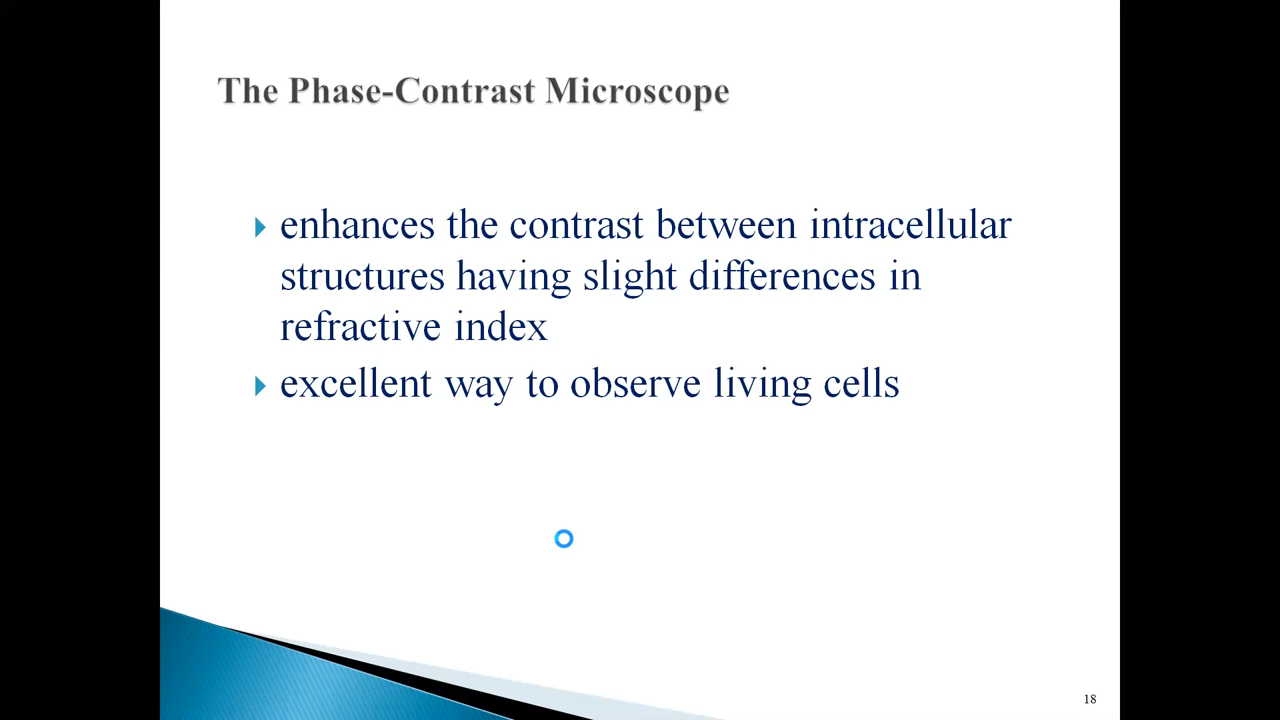 The Phase-Contrast Microscope
enhances the contrast between intracellular
structures having slight differences in
refractive index
excellent way to observe living cells
18